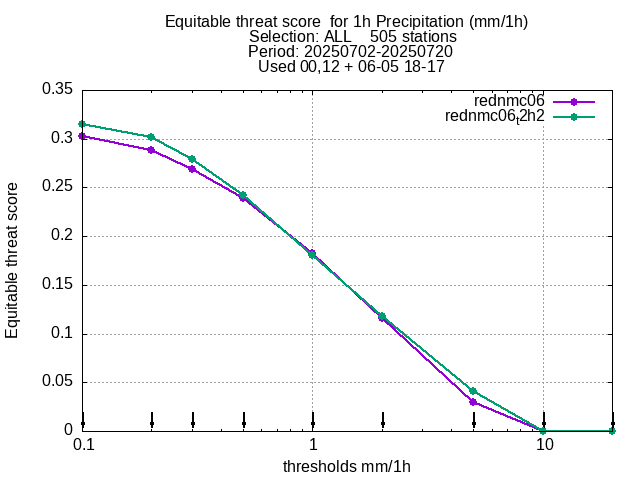 Equitable threat score  for 1h Precipitation (mm/1h)
Selection: ALL    505 stations
Period: 20250702-20250720
Used 00,12 + 06-05 18-17
rednmc06
rednmc06,2h2
0.35
0.3
0.25
0.2
0.15
0.1
0.05
0
Equitable threat score
0.1 1 10
thresholds mm/1h